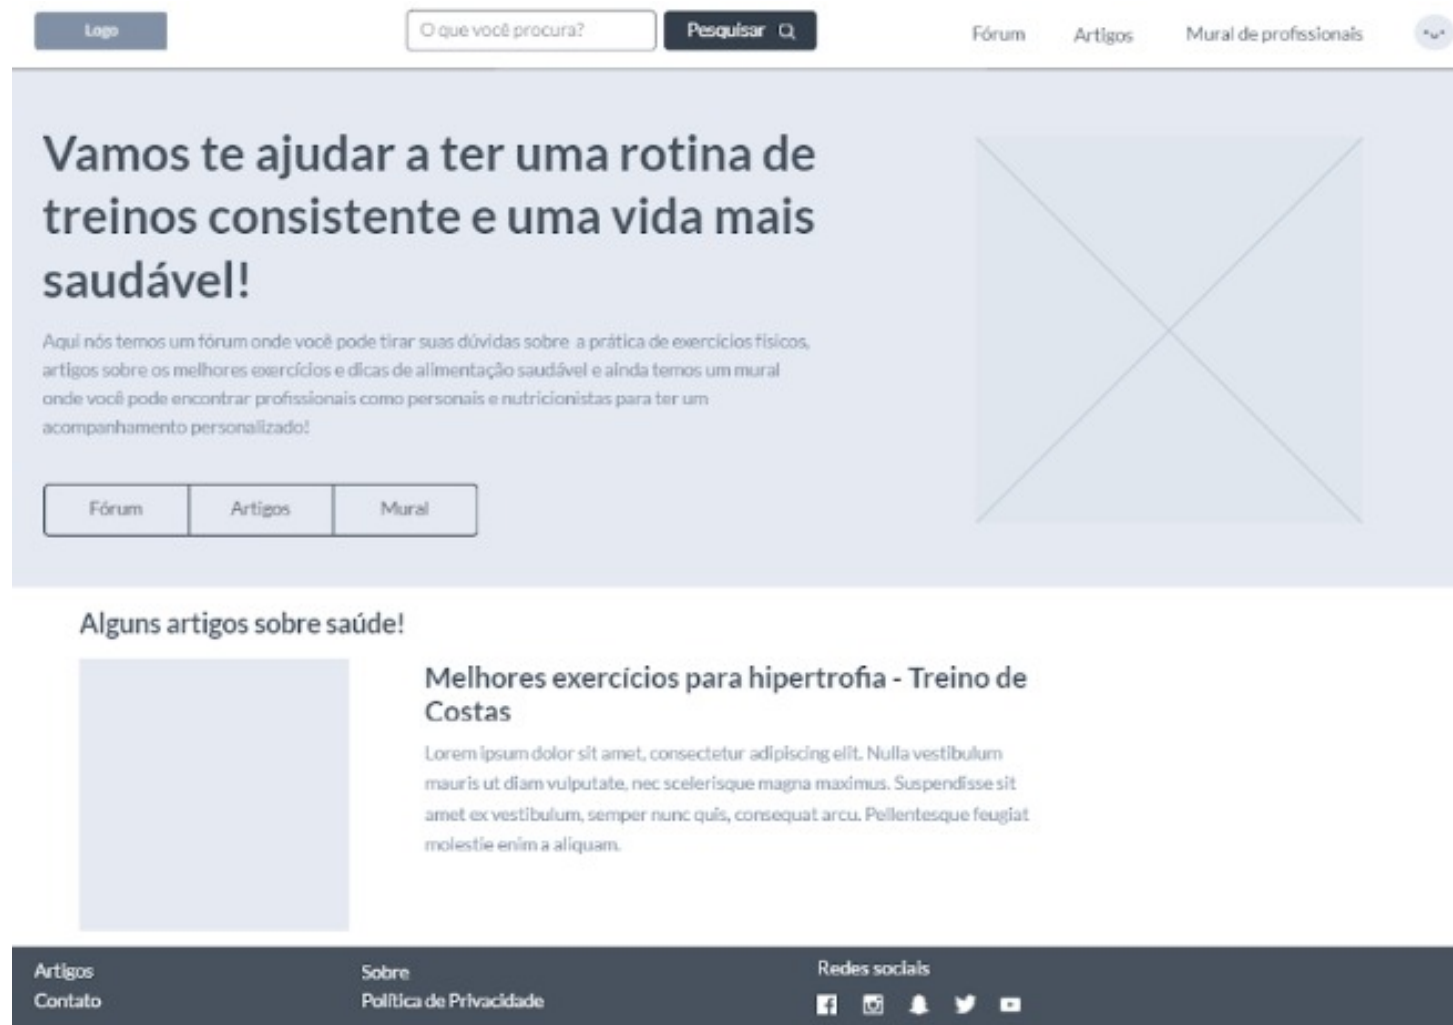 Logo
O que você procura?
Pesquisar
Fórum
Artigos
Mural de profissionais
Vamos te ajudar a ter uma rotina de
treinos consistente e uma vida mais
saudável!
Aqui nós temos um fórum onde você pode tirar suas dúvidas sobre a prática de exercícios físicos,
artigos sobre os melhores exercícios e dicas de alimentação saudável e ainda temos um mural
onde você pode encontrar profissionais como personais e nutricionistas para ter um
acompanhamento personalizado!
Fórum
Artigos
Mural
Alguns artigos sobre saúde!
Melhores exercícios para hipertrofia - Treino de
Costas
Lorem ipsum dolor sit amet, consectetur adipiscing elit. Nulla vestibulum
mauris ut diam vulputate, nec scelerisque magna maximus. Suspendisse sit
amet ex vestibulum, semper nunc quis, consequat arcu. Pellentesque feugiat
molestie enim a aliquam.
Artigos
Contato
Sobre
Política de Privacidade
Redes sociais